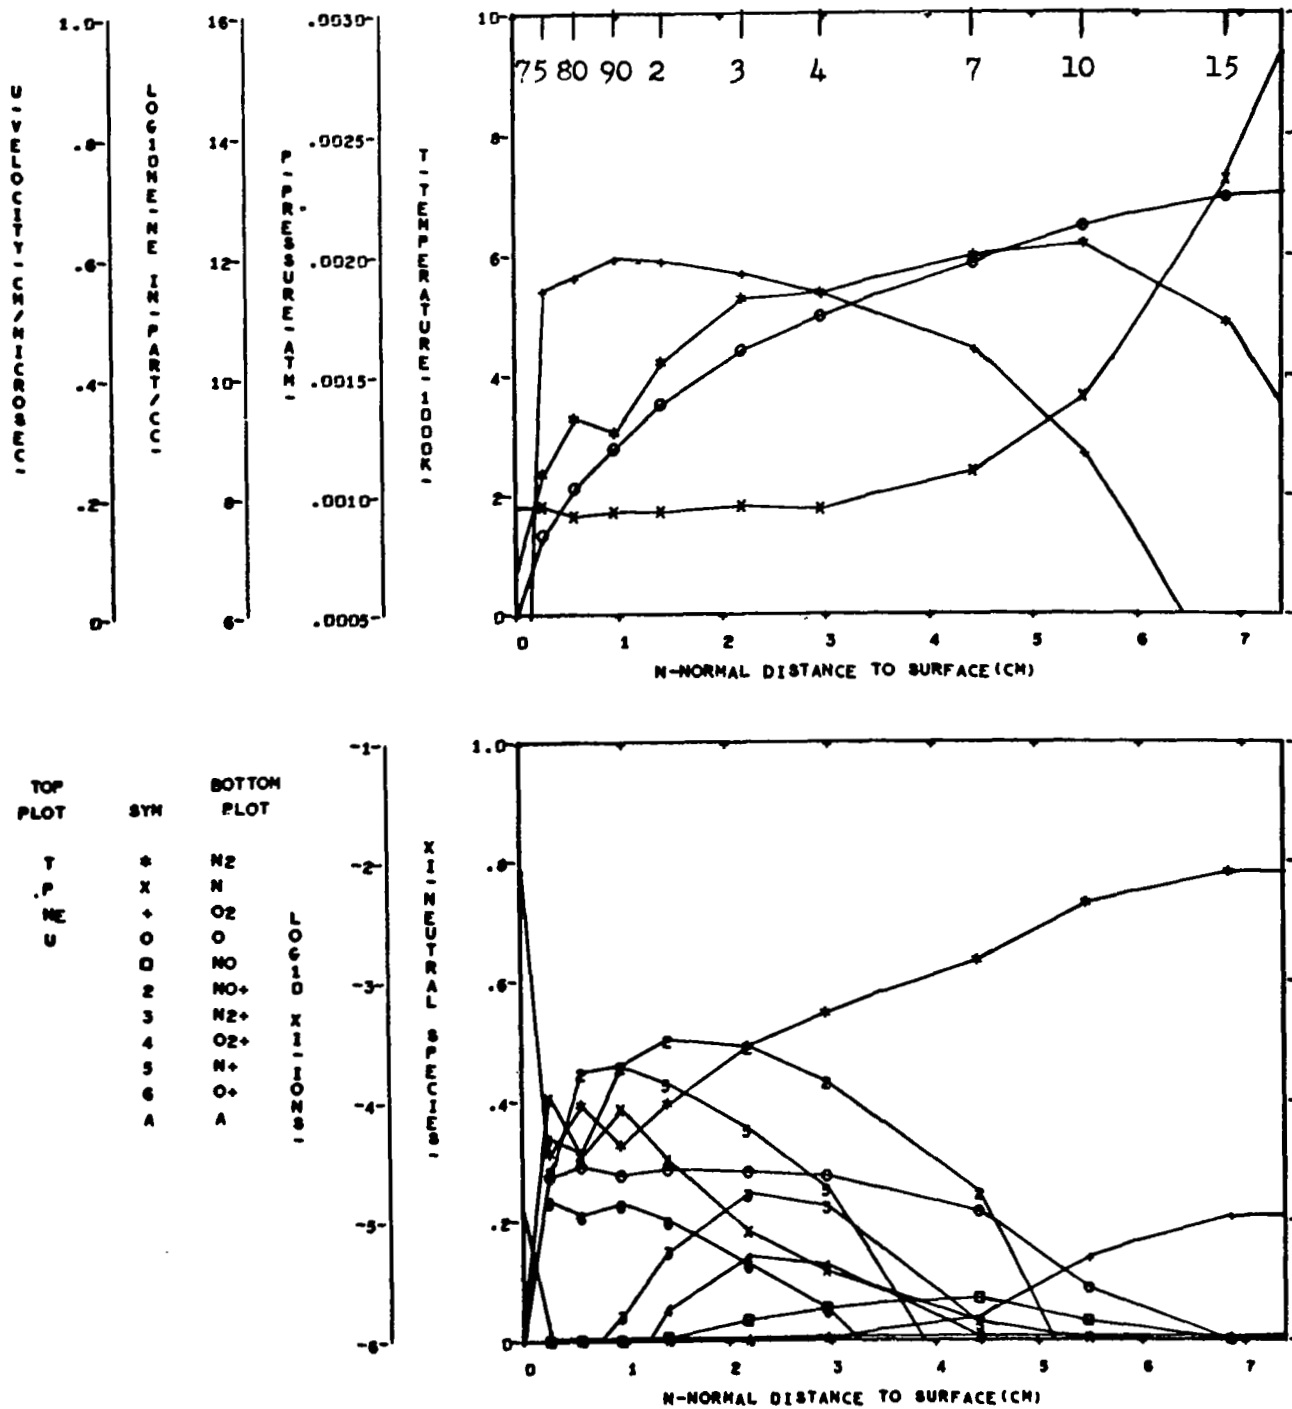 U-VELOCITY-CM/MICROSEC-
1.0-
.8-
.6-
.4-
.2-
0-
LOG10NE-NE IN-PART/CC-
16-
14-
12-
10-
8-
6-
P-PRESSURE-ATM-
.0030
.0025-
.0020-
.0015-
.0010-
.0005-
T-TEMPERATURE-1000K-
10-
8-
6
4-
2-
0-
75 80 90 2 3 4 7 10 15
0 1 2 3 4 5 6 7
N-NORMAL DISTANCE TO SURFACE(CM)
TOP PLOT SYM BOTTOM PLOT
T * N2
.P X N
NE + O2
U O O
□ NO
2 NO+
3 N2+
4 O2+
5 N+
6 O+
A A
LOG10 XI-IONS-
-1-
-2-
-3-
-4-
-5-
-6-
XI-NEUTRAL SPECIES-
1.0
.8
.6
.4
.2
0
0 1 2 3 4 5 6 7
N-NORMAL DISTANCE TO SURFACE(CM)